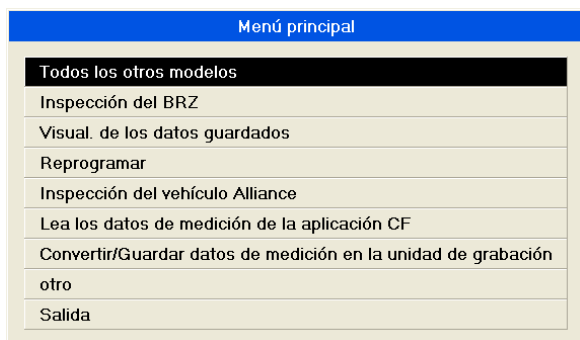 Menú principal
Todos los otros modelos
Inspección del BRZ
Visual. de los datos guardados
Reprogramar
Inspección del vehículo Alliance
Lea los datos de medición de la aplicación CF
Convertir/Guardar datos de medición en la unidad de grabación
otro
Salida